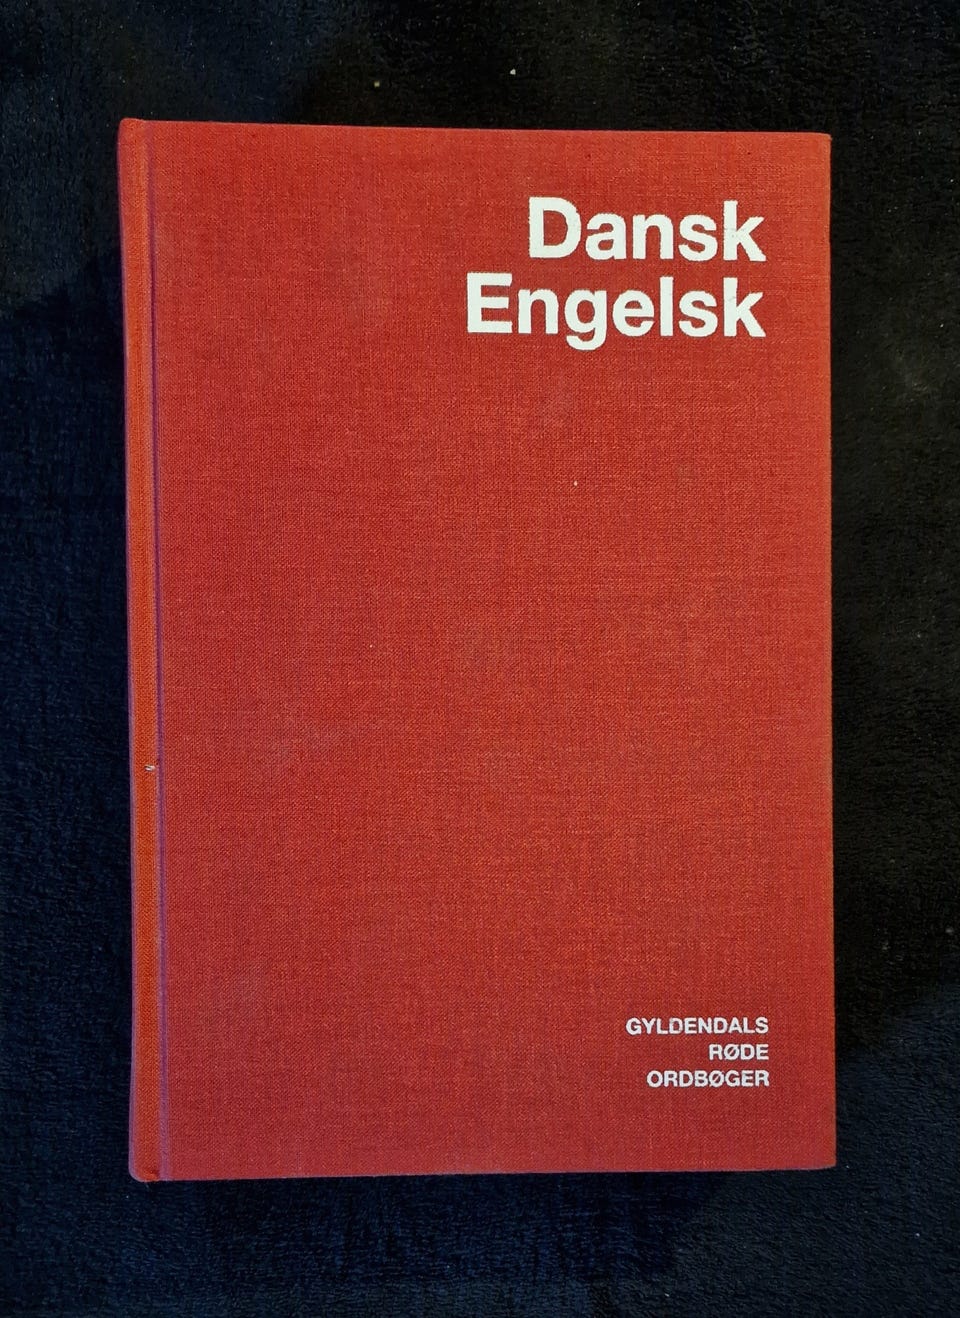 Dansk
Engelsk
GYLDENDALS
RØDE
ORDBØGER